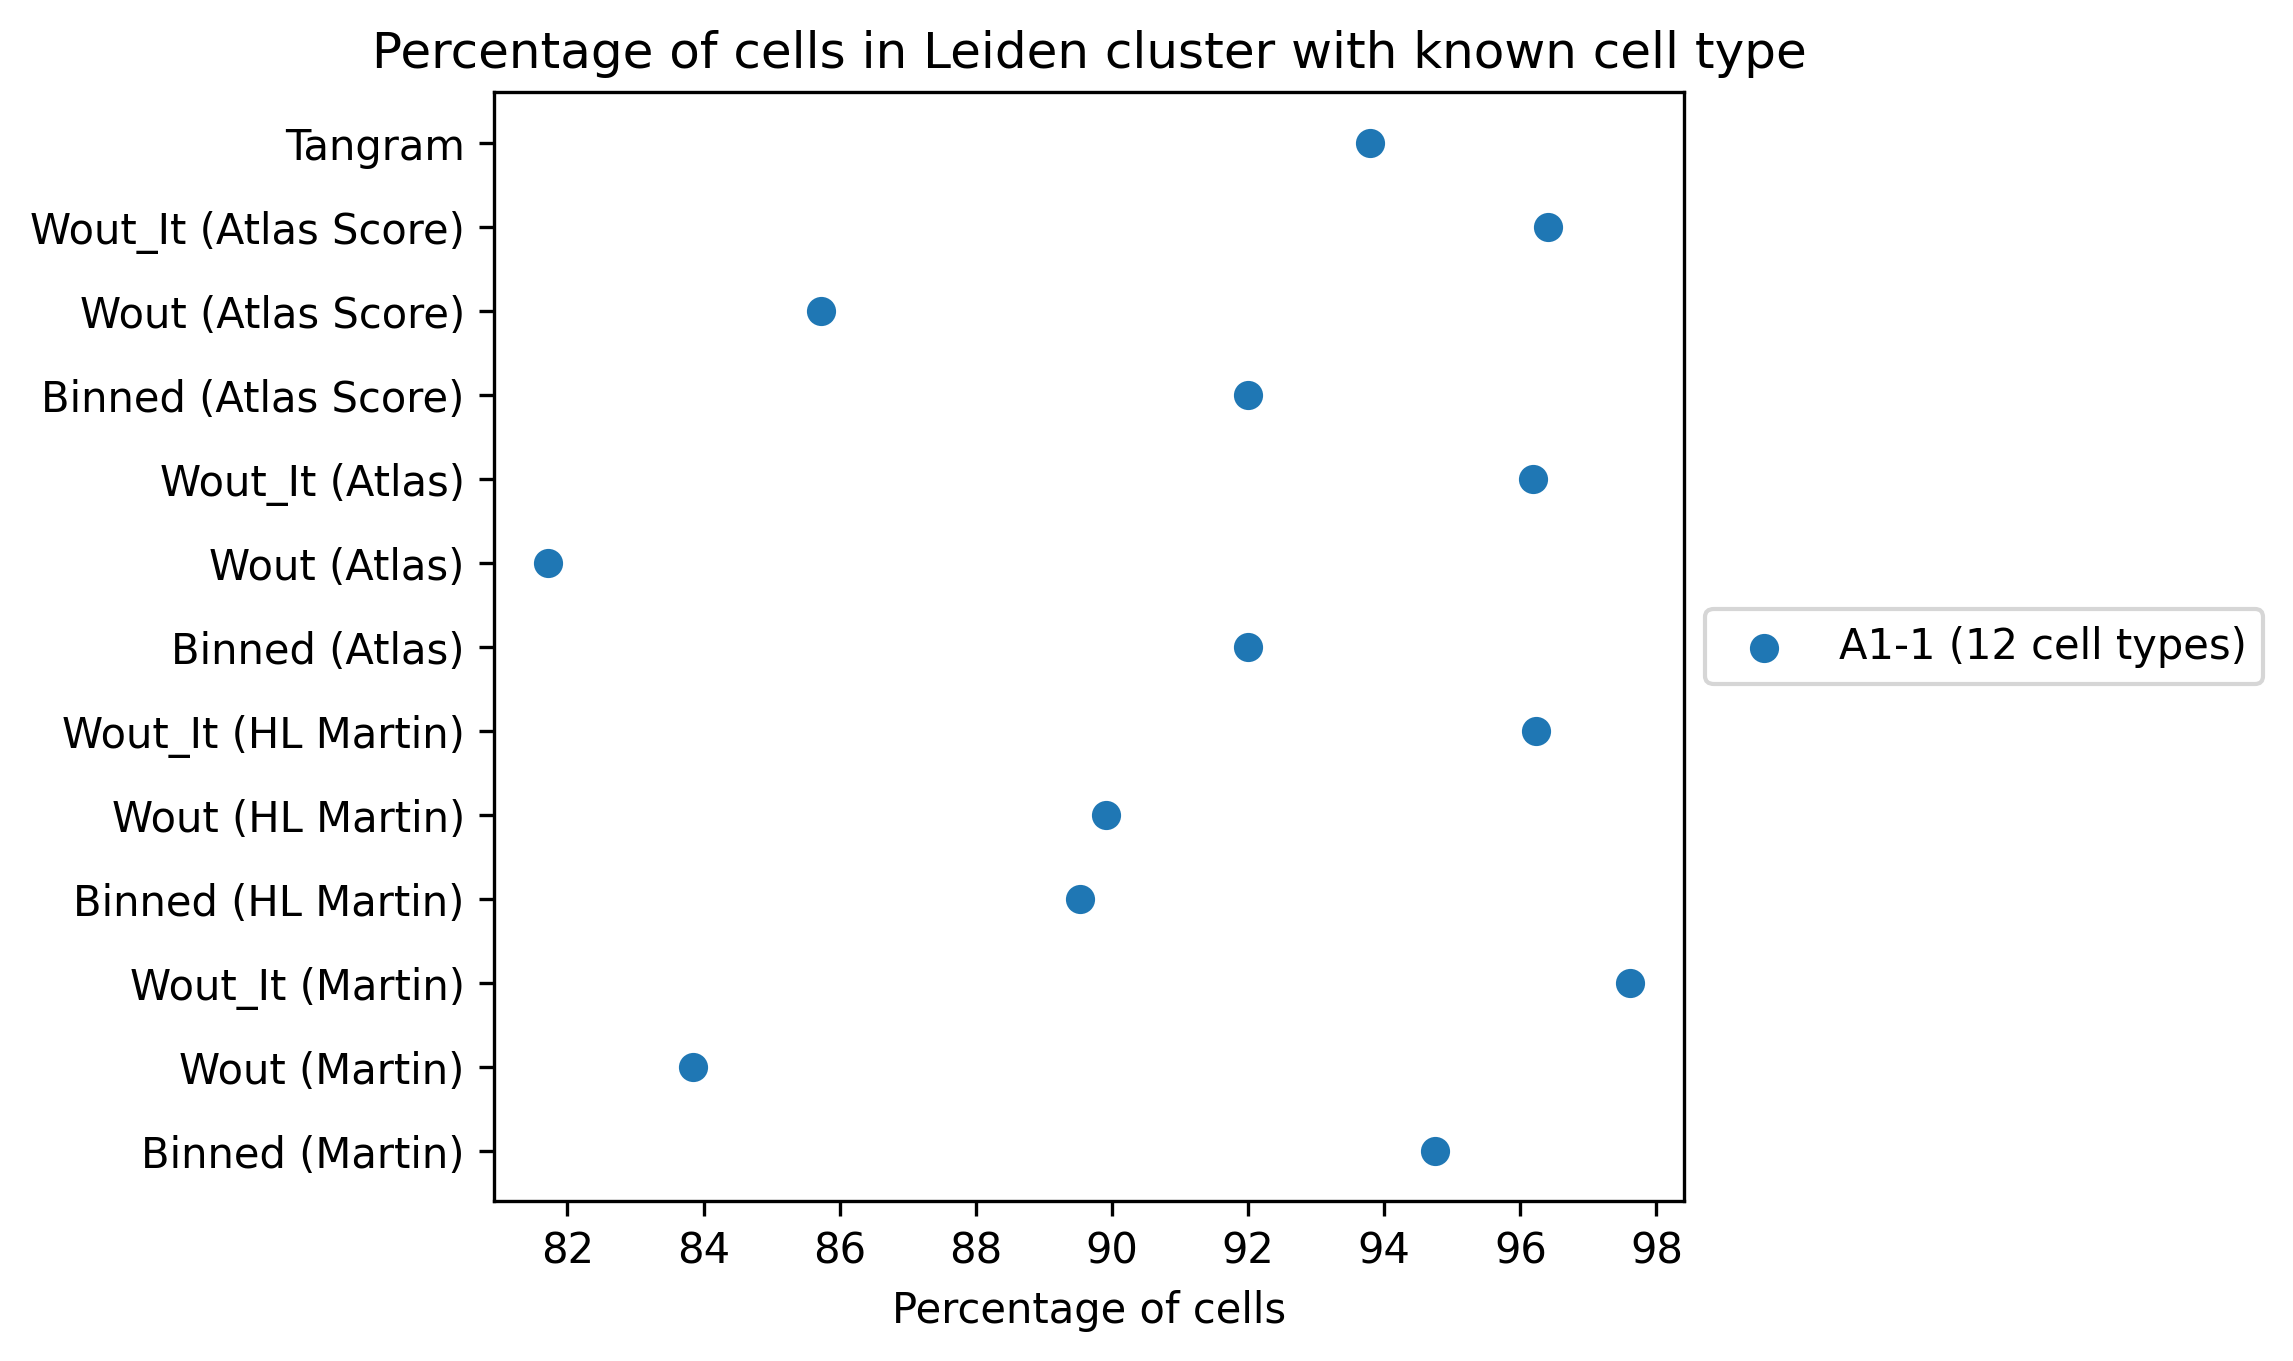 Percentage of cells in Leiden cluster with known cell type
Tangram
Wout_It (Atlas Score)
Wout (Atlas Score)
Binned (Atlas Score)
Wout_It (Atlas)
Wout (Atlas)
Binned (Atlas)
Wout_It (HL Martin)
Wout (HL Martin)
Binned (HL Martin)
Wout_It (Martin)
Wout (Martin)
Binned (Martin)
82 84 86 88 90 92 94 96 98
Percentage of cells
A1-1 (12 cell types)